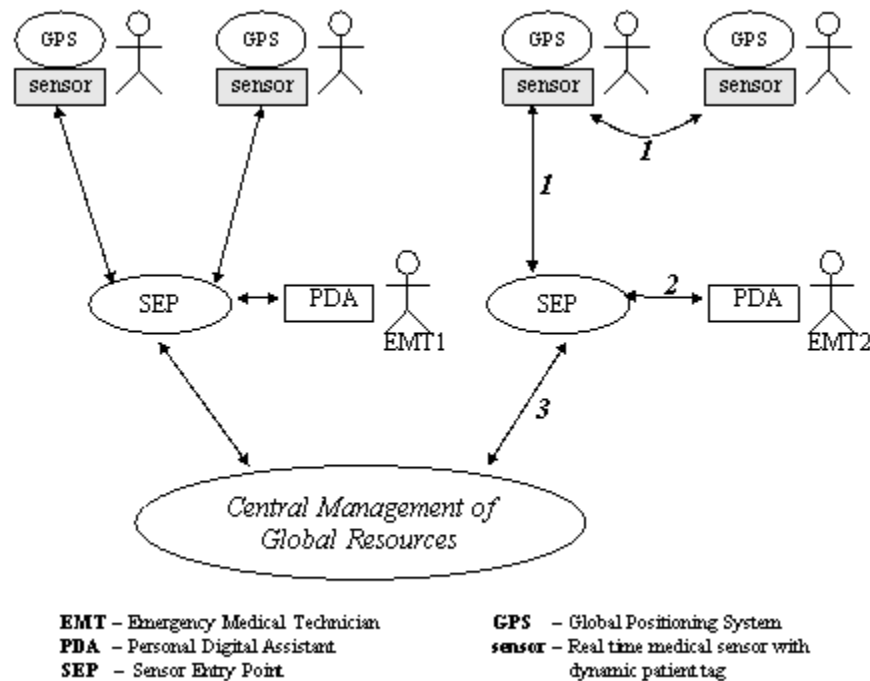 GPS GPS GPS GPS
sensor sensor sensor sensor
1
1
SEP PDA SEP 2 PDA
EMT1 EMT2
3
Central Management of
Global Resources
EMT – Emergency Medical Technician
PDA – Personal Digital Assistant
SEP – Sensor Entry Point
GPS – Global Positioning System
sensor – Real time medical sensor with
dynamic patient tag